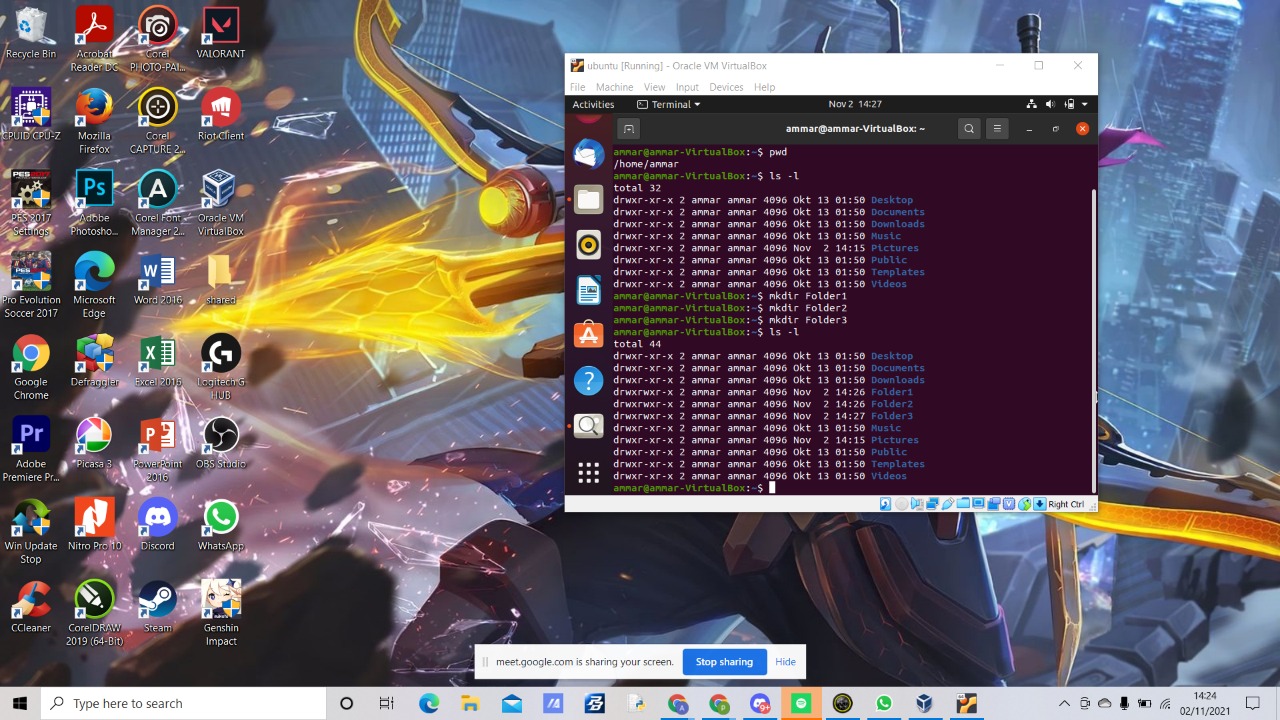 Recycle Bin
Acrobat
Reader DC
Corel
PHOTO-PAI...
VALORANT
CPUID CPU-Z
Mozilla
Firefox
Corel
CAPTURE 2...
Riot Client
PES 2017
Settings
Adobe
Photosho...
Corel Font
Manager 2...
Oracle VM
VirtualBox
Pro Evolution
Soccer 2017
Microsoft
Edge
Word 2016
shared
Google
Chrome
Defraggler
Excel 2016
Logitech G
HUB
Adobe
Premiere Pr...
Picasa 3
PowerPoint
2016
OBS Studio
Win Update
Stop
Nitro Pro 10
Discord
WhatsApp
CCleaner
CorelDRAW
2019 (64-Bit)
Steam
Genshin
Impact
ubuntu [Running] - Oracle VM VirtualBox
File Machine View Input Devices Help
Activities Terminal Nov 2 14:27
ammar@ammar-VirtualBox: ~
ammar@ammar-VirtualBox:~$ pwd
/home/ammar
ammar@ammar-VirtualBox:~$ ls -l
total 32
drwxr-xr-x 2 ammar ammar 4096 Okt 13 01:50 Desktop
drwxr-xr-x 2 ammar ammar 4096 Okt 13 01:50 Documents
drwxr-xr-x 2 ammar ammar 4096 Okt 13 01:50 Downloads
drwxr-xr-x 2 ammar ammar 4096 Okt 13 01:50 Music
drwxr-xr-x 2 ammar ammar 4096 Nov  2 14:15 Pictures
drwxr-xr-x 2 ammar ammar 4096 Okt 13 01:50 Public
drwxr-xr-x 2 ammar ammar 4096 Okt 13 01:50 Templates
drwxr-xr-x 2 ammar ammar 4096 Okt 13 01:50 Videos
ammar@ammar-VirtualBox:~$ mkdir Folder1
ammar@ammar-VirtualBox:~$ mkdir Folder2
ammar@ammar-VirtualBox:~$ mkdir Folder3
ammar@ammar-VirtualBox:~$ ls -l
total 44
drwxr-xr-x 2 ammar ammar 4096 Okt 13 01:50 Desktop
drwxr-xr-x 2 ammar ammar 4096 Okt 13 01:50 Documents
drwxr-xr-x 2 ammar ammar 4096 Okt 13 01:50 Downloads
drwxrwxr-x 2 ammar ammar 4096 Nov  2 14:26 Folder1
drwxrwxr-x 2 ammar ammar 4096 Nov  2 14:26 Folder2
drwxrwxr-x 2 ammar ammar 4096 Nov  2 14:27 Folder3
drwxr-xr-x 2 ammar ammar 4096 Okt 13 01:50 Music
drwxr-xr-x 2 ammar ammar 4096 Nov  2 14:15 Pictures
drwxr-xr-x 2 ammar ammar 4096 Okt 13 01:50 Public
drwxr-xr-x 2 ammar ammar 4096 Okt 13 01:50 Templates
drwxr-xr-x 2 ammar ammar 4096 Okt 13 01:50 Videos
ammar@ammar-VirtualBox:~$
Right Ctrl
meet.google.com is sharing your screen. Stop sharing Hide
Type here to search
14:24
02/11/2021